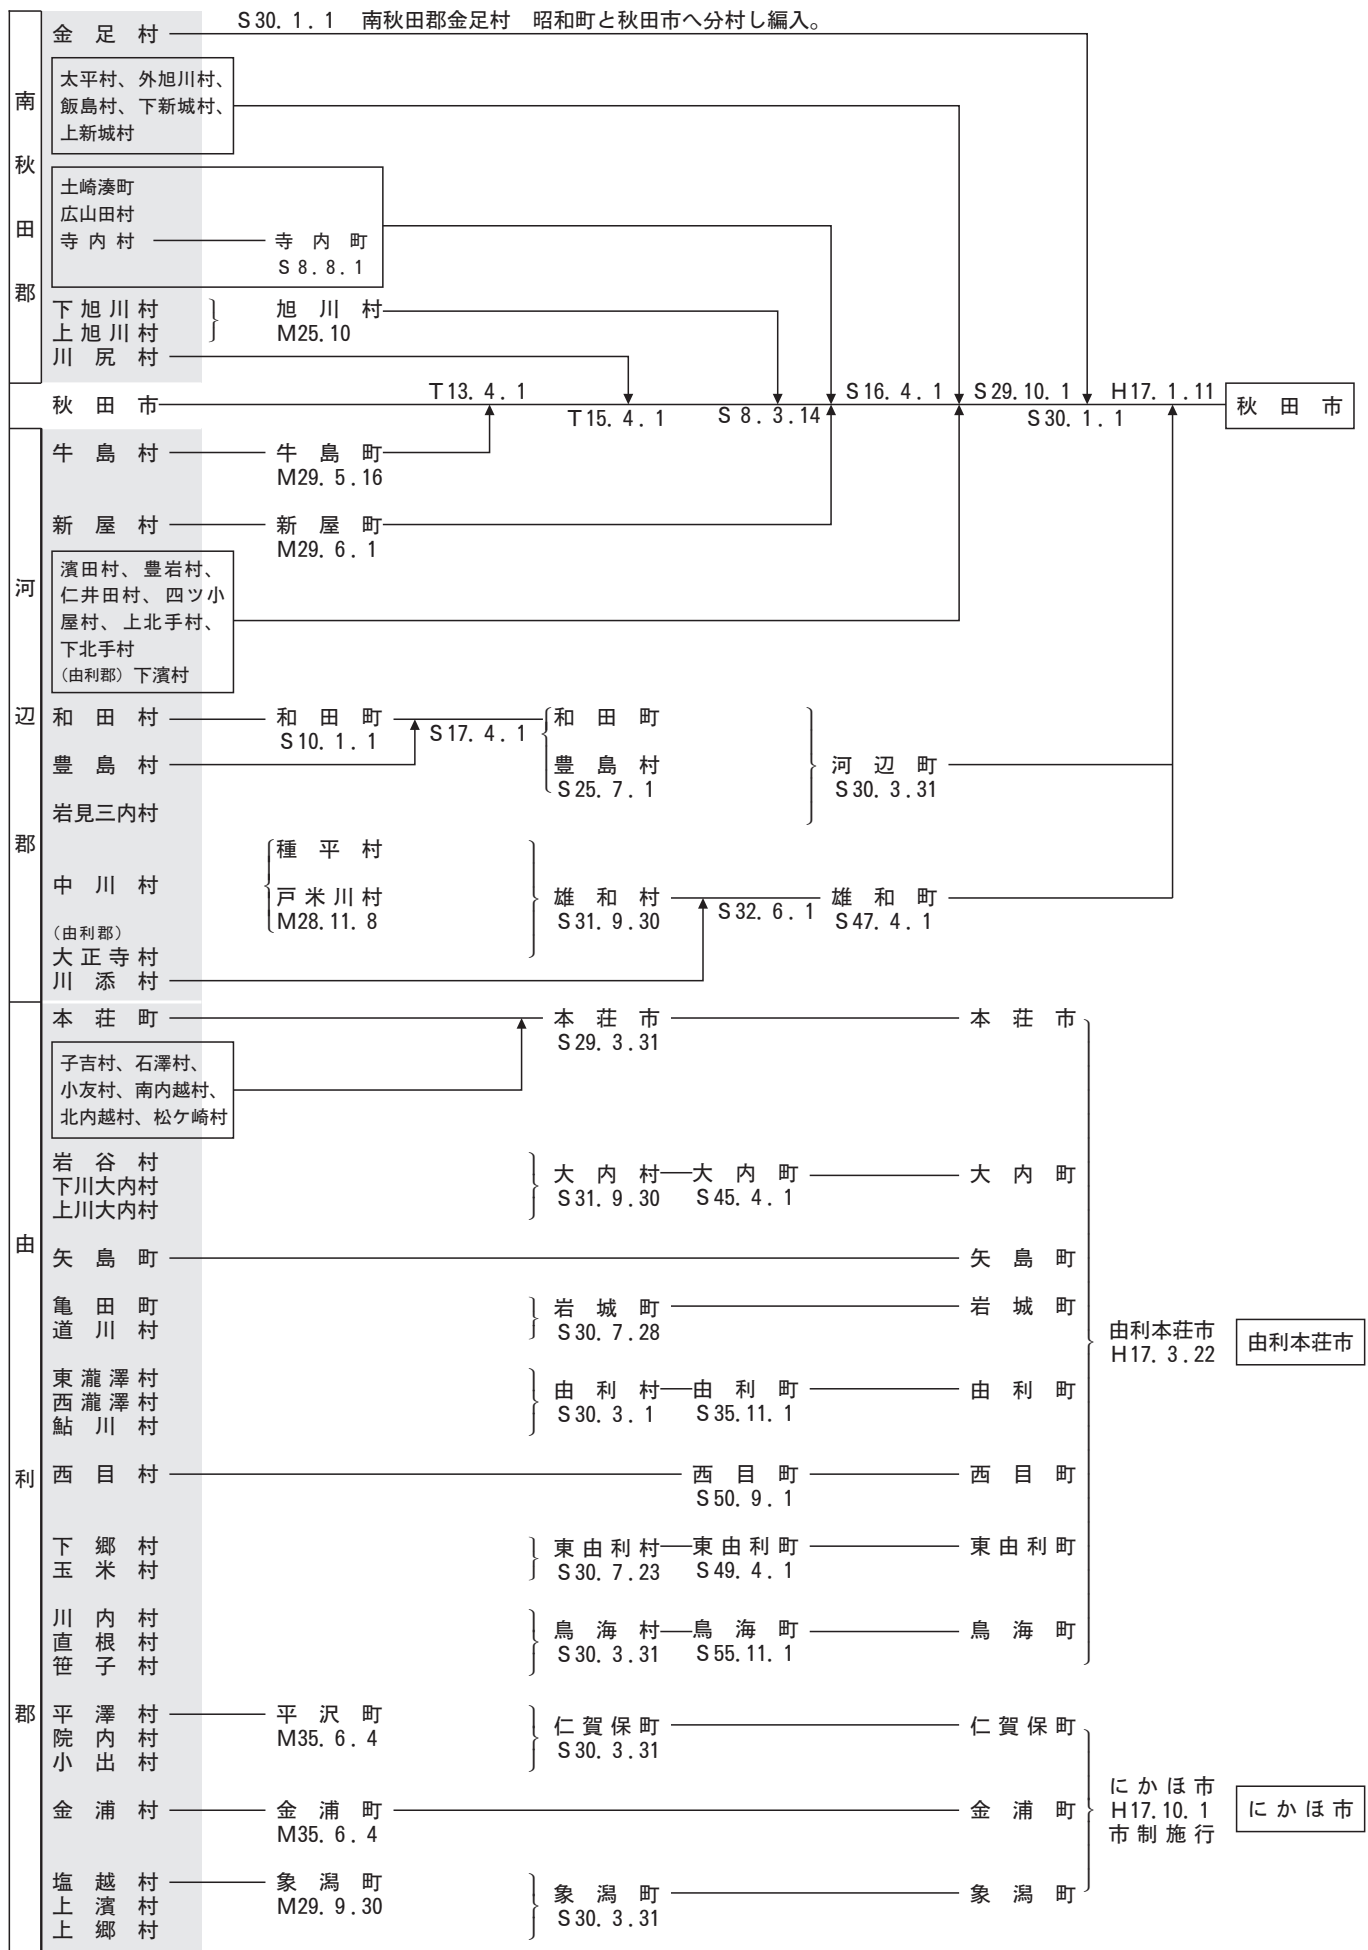 S30. 1. 1　南秋田郡金足村　昭和町と秋田市へ分村し編入。
南秋田郡
金足村
太平村、外旭川村、
飯島村、下新城村、
上新城村
土崎湊町
広山田村
寺内村　寺内町
S 8. 8. 1
下旭川村　旭川村
上旭川村　M25. 10
川尻村
T13. 4. 1　S16. 4. 1　S29. 10. 1　H17. 1. 11
秋田市　秋田市
T15. 4. 1　S 8. 3. 14　S30. 1. 1
河辺郡
牛島村　牛島町
M29. 5. 16
新屋村　新屋町
M29. 6. 1
濱田村、豊岩村、
仁井田村、四ツ小
屋村、上北手村、
下北手村
（由利郡）下濱村
和田村　和田町　和田町
S10. 1. 1　S17. 4. 1
豊島村　豊島村　河辺町
S25. 7. 1　S30. 3. 31
岩見三内村
種平村
中川村
戸米川村　雄和村　雄和町
M28. 11. 8　S31. 9. 30　S32. 6. 1　S47. 4. 1
（由利郡）
大正寺村
川添村
由利郡
本荘町　本荘市　本荘市
S29. 3. 31
子吉村、石澤村、
小友村、南内越村、
北内越村、松ケ崎村
岩谷村　大内村　大内町　大内町
下川大内村　S31. 9. 30　S45. 4. 1
上川大内村
矢島町　矢島町
亀田町　岩城町　岩城町
道川村　S30. 7. 28
由利本荘市　由利本荘市
H17. 3. 22
東瀧澤村
西瀧澤村　由利村　由利町　由利町
鮎川村　S30. 3. 1　S35. 11. 1
西目村　西目町　西目町
S50. 9. 1
下郷村　東由利村　東由利町　東由利町
玉米村　S30. 7. 23　S49. 4. 1
川内村　鳥海村　鳥海町　鳥海町
直根村　S30. 3. 31　S55. 11. 1
笹子村
平澤村　平沢町　仁賀保町　仁賀保町
院内村　M35. 6. 4　S30. 3. 31
小出村
にかほ市　にかほ市
H17. 10. 1
市制施行
金浦村　金浦町　金浦町
M35. 6. 4
塩越村　象潟町　象潟町　象潟町
上濱村　M29. 9. 30　S30. 3. 31
上郷村